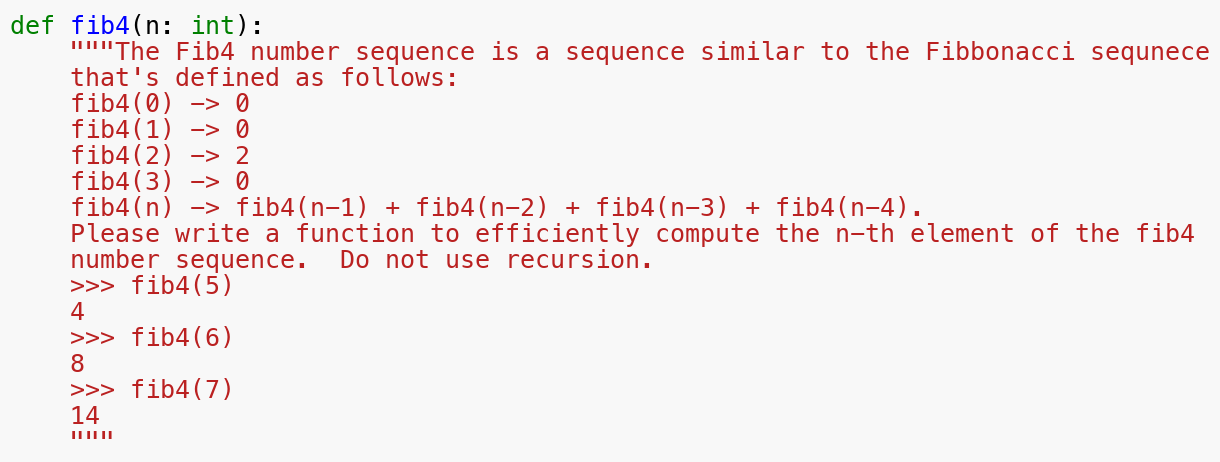 def fib4(n: int):
    """The Fib4 number sequence is a sequence similar to the Fibbonacci sequnece
    that's defined as follows:
    fib4(0) -> 0
    fib4(1) -> 0
    fib4(2) -> 2
    fib4(3) -> 0
    fib4(n) -> fib4(n-1) + fib4(n-2) + fib4(n-3) + fib4(n-4).
    Please write a function to efficiently compute the n-th element of the fib4
    number sequence.  Do not use recursion.
    >>> fib4(5)
    4
    >>> fib4(6)
    8
    >>> fib4(7)
    14
    """